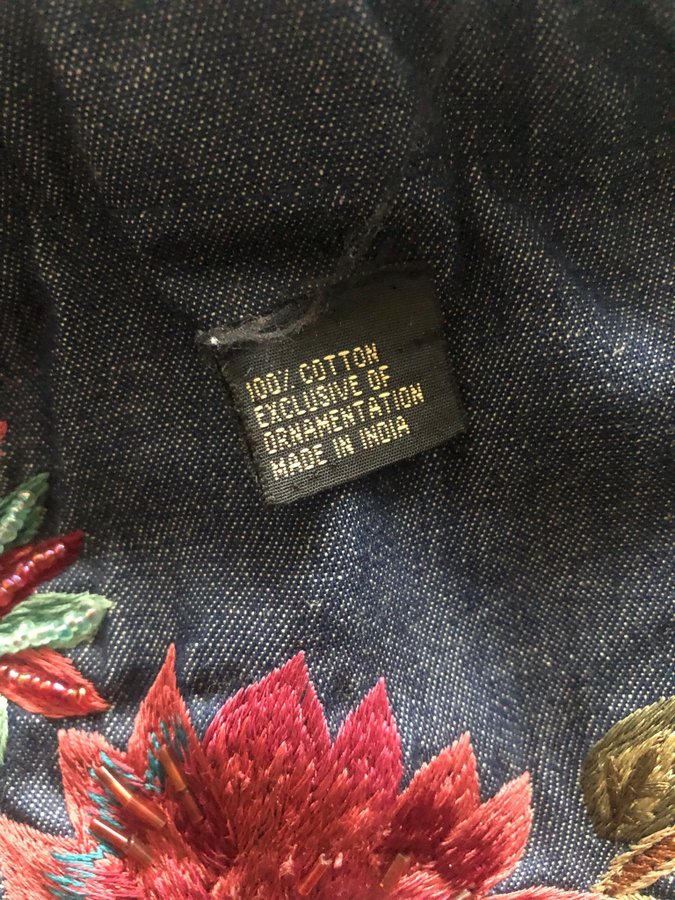 100% COTTON
EXCLUSIVE OF
ORNAMENTATION
MADE IN INDIA